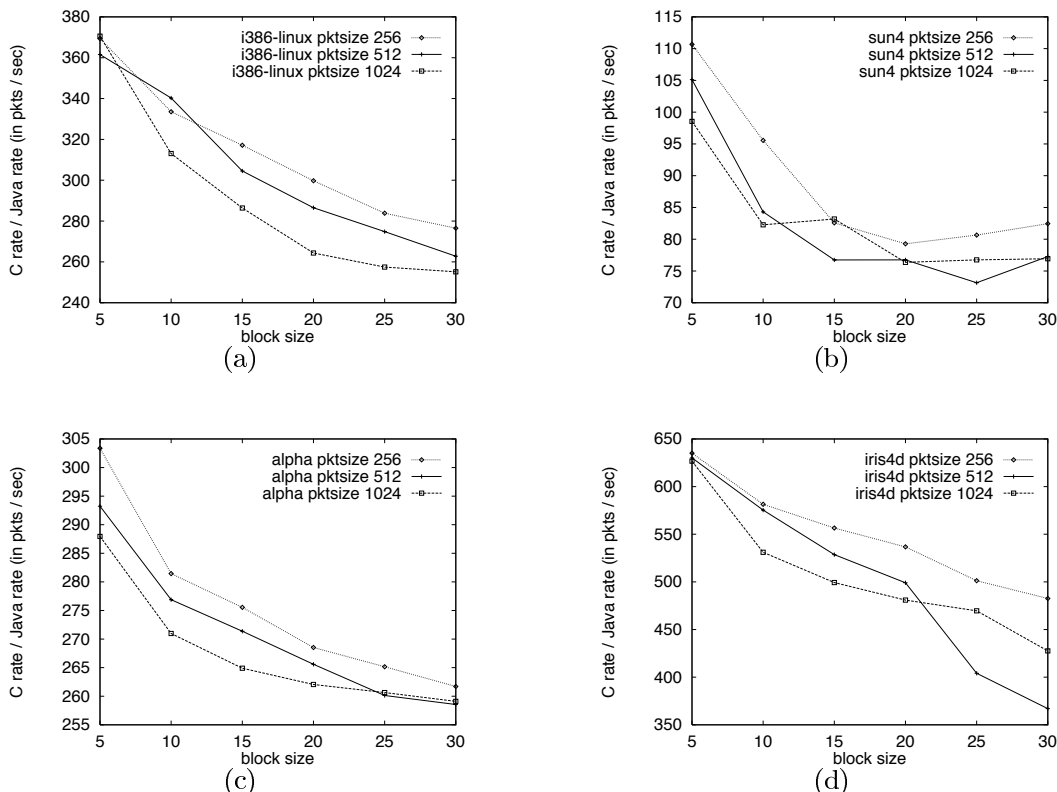 380
360
340
320
300
280
260
240
C rate / Java rate (in pkts / sec)
i386-linux pktsize 256
i386-linux pktsize 512
i386-linux pktsize 1024
5 10 15 20 25 30
block size
(a)
115
110
105
100
95
90
85
80
75
70
C rate / Java rate (in pkts / sec)
sun4 pktsize 256
sun4 pktsize 512
sun4 pktsize 1024
5 10 15 20 25 30
block size
(b)
305
300
295
290
285
280
275
270
265
260
255
C rate / Java rate (in pkts / sec)
alpha pktsize 256
alpha pktsize 512
alpha pktsize 1024
5 10 15 20 25 30
block size
(c)
650
600
550
500
450
400
350
C rate / Java rate (in pkts / sec)
iris4d pktsize 256
iris4d pktsize 512
iris4d pktsize 1024
5 10 15 20 25 30
block size
(d)